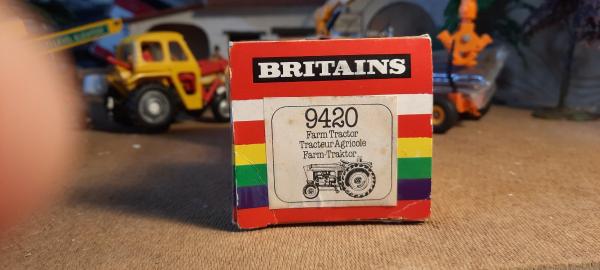 BRITAINS
9420
Farm Tractor
Tracteur Agricole
Farm-Traktor